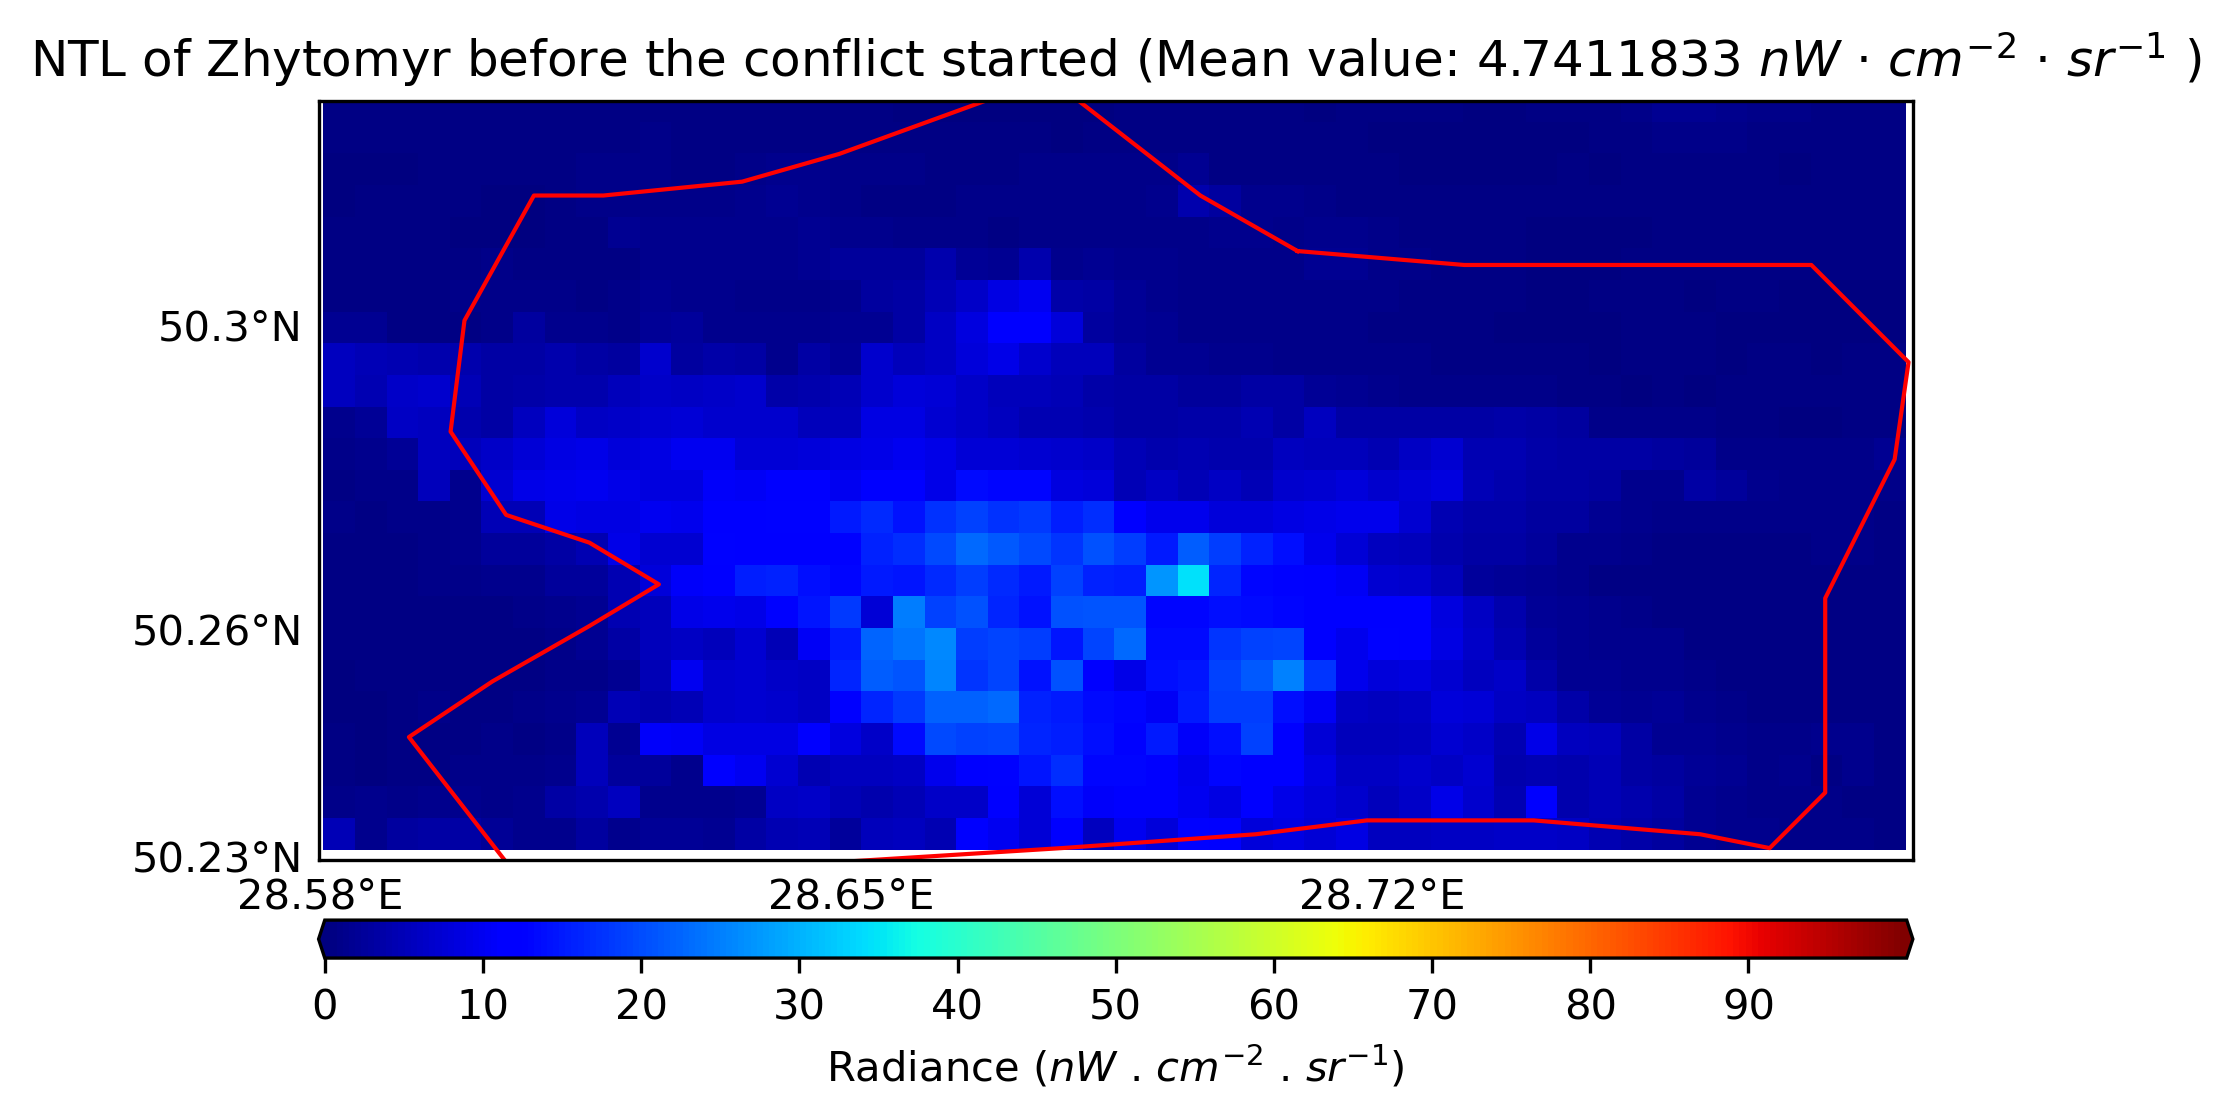 NTL of Zhytomyr before the conflict started (Mean value: 4.7411833 nW · cm⁻² · sr⁻¹ )
50.3°N
50.26°N
50.23°N
28.58°E 28.65°E 28.72°E
0 10 20 30 40 50 60 70 80 90
Radiance (nW . cm⁻² . sr⁻¹)